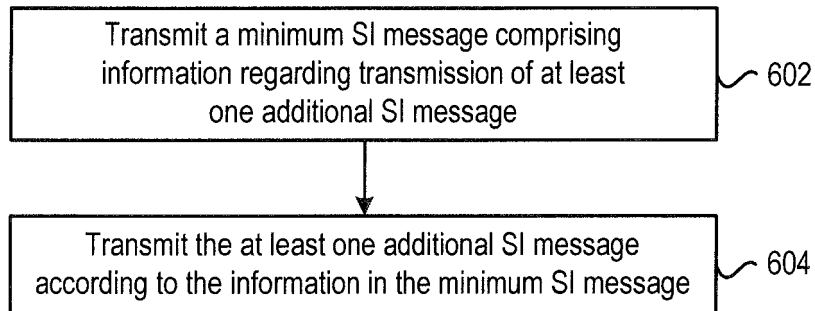 Transmit a minimum SI message comprising
information regarding transmission of at least
one additional SI message
602
Transmit the at least one additional SI message
according to the information in the minimum SI message
604